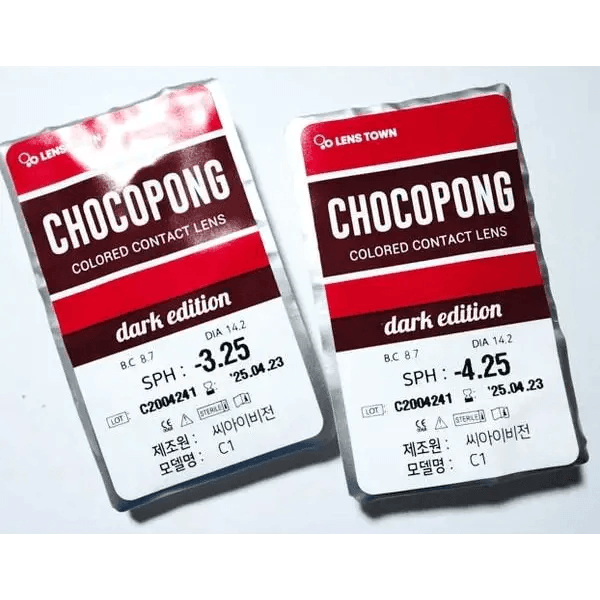 LENS TOWN
CHOCOPONG
COLORED CONTACT LENS
dark edition
B.C 8.7 DIA 14.2
SPH : -3.25
LOT : C2004241 '25.04.23
STERILE
제조원 : 씨아이비전
모델명 : C1
LENS TOWN
CHOCOPONG
COLORED CONTACT LENS
dark edition
B.C 8.7 DIA 14.2
SPH : -4.25
LOT : C2004241 '25.04.23
STERILE
제조원 : 씨아이비전
모델명 : C1